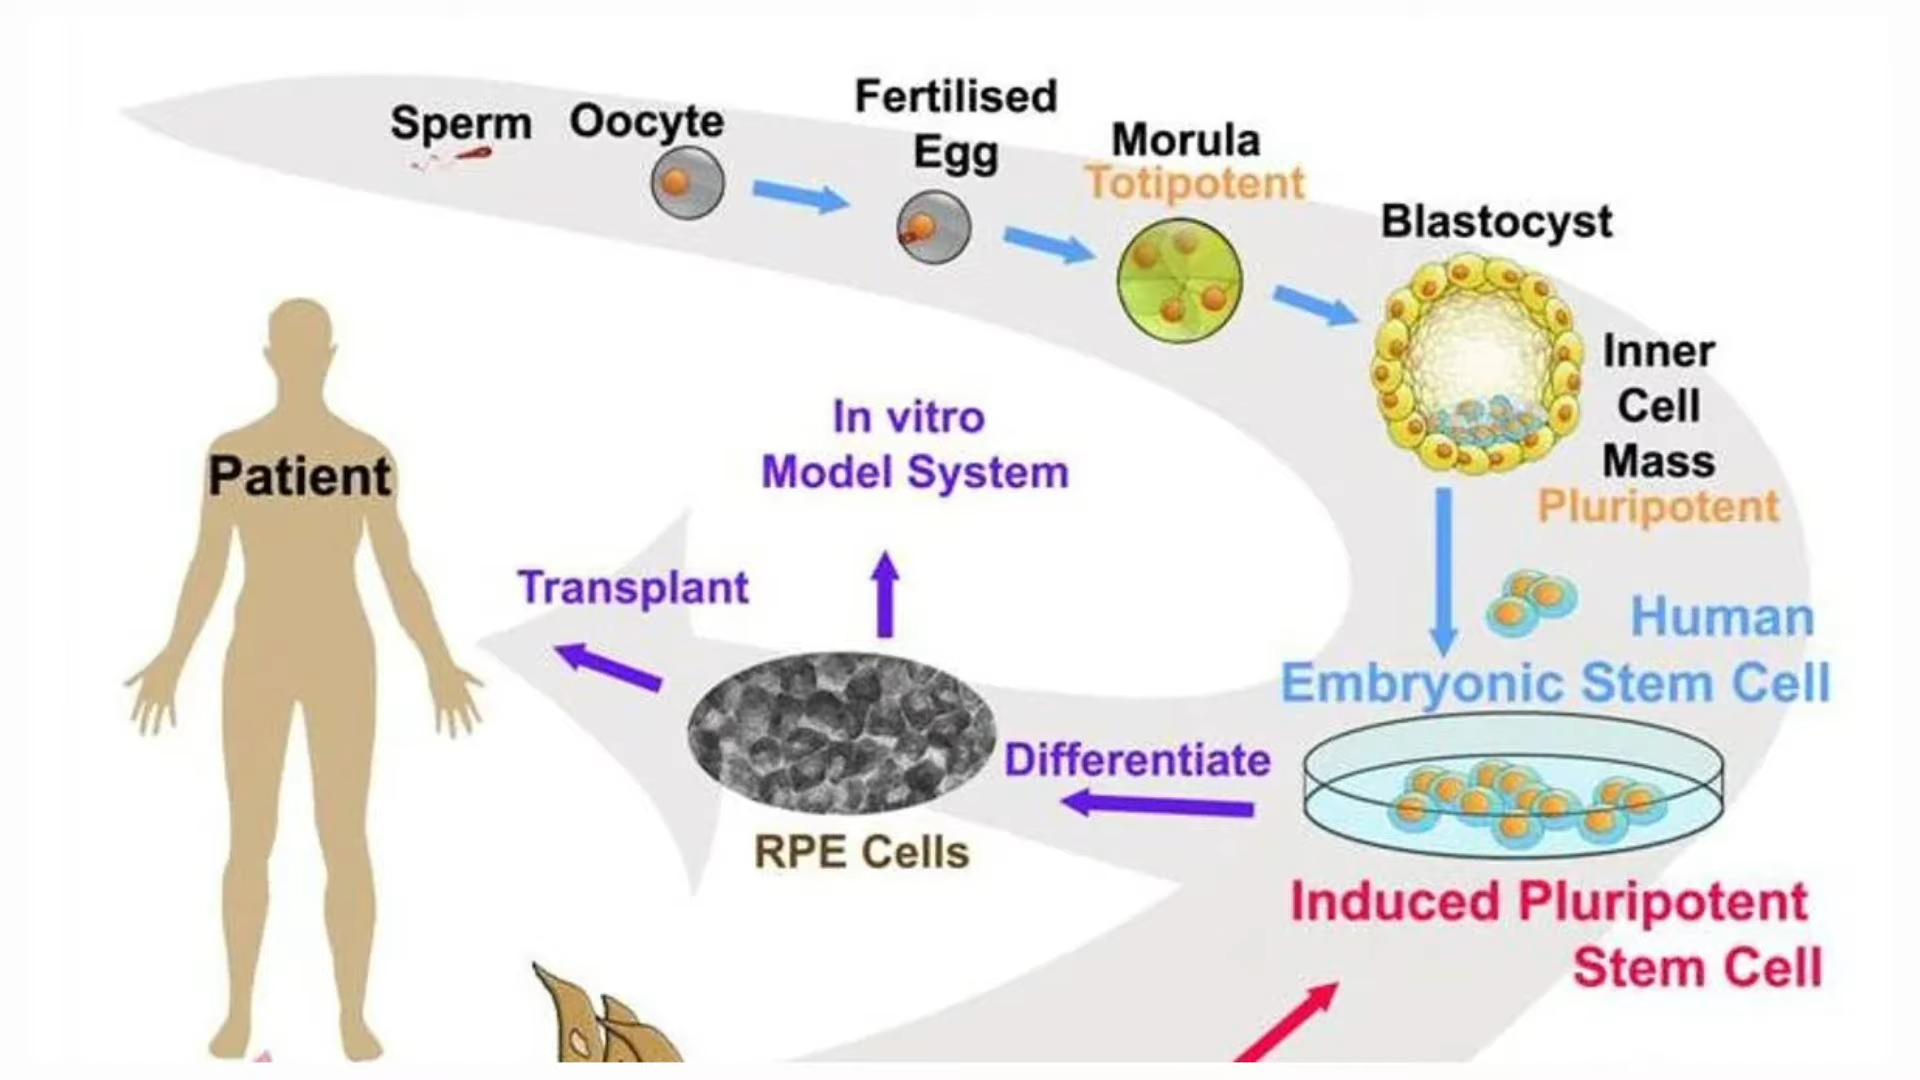 Sperm
Oocyte
Fertilised
Egg
Morula
Totipotent
Blastocyst
Inner
Cell
Mass
Pluripotent
Human
Embryonic Stem Cell
Induced Pluripotent
Stem Cell
Differentiate
RPE Cells
In vitro
Model System
Transplant
Patient